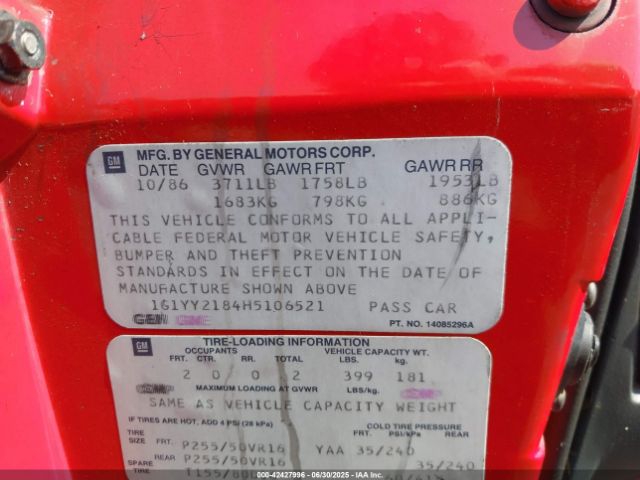 GM
MFG. BY GENERAL MOTORS CORP.
DATE GVWR GAWR FRT GAWR RR
10/86 3711LB 1758LB 1953LB
1683KG 798KG 886KG
THIS VEHICLE CONFORMS TO ALL APPLI-
CABLE FEDERAL MOTOR VEHICLE SAFETY,
BUMPER AND THEFT PREVENTION
STANDARDS IN EFFECT ON THE DATE OF
MANUFACTURE SHOWN ABOVE
1G1YY2184H5106521 PASS CAR
PT. NO. 14085296A
GM
TIRE-LOADING INFORMATION
OCCUPANTS VEHICLE CAPACITY WT.
FRT. CTR. RR. TOTAL LBS. kg.
2 0 0 2 399 181
MAXIMUM LOADING AT GVWR LBS/kg.
SAME AS VEHICLE CAPACITY WEIGHT
IF TIRES ARE HOT, ADD 4 PSI (28 kPa) COLD TIRE PRESSURE
TIRE SIZE FRT. PSI/kPa REAR
FRT. P255/50VR16 YAA 35/240
REAR P255/50VR16 35/240
SPARE
© 42427996 - 06/30/2025 - IAAI